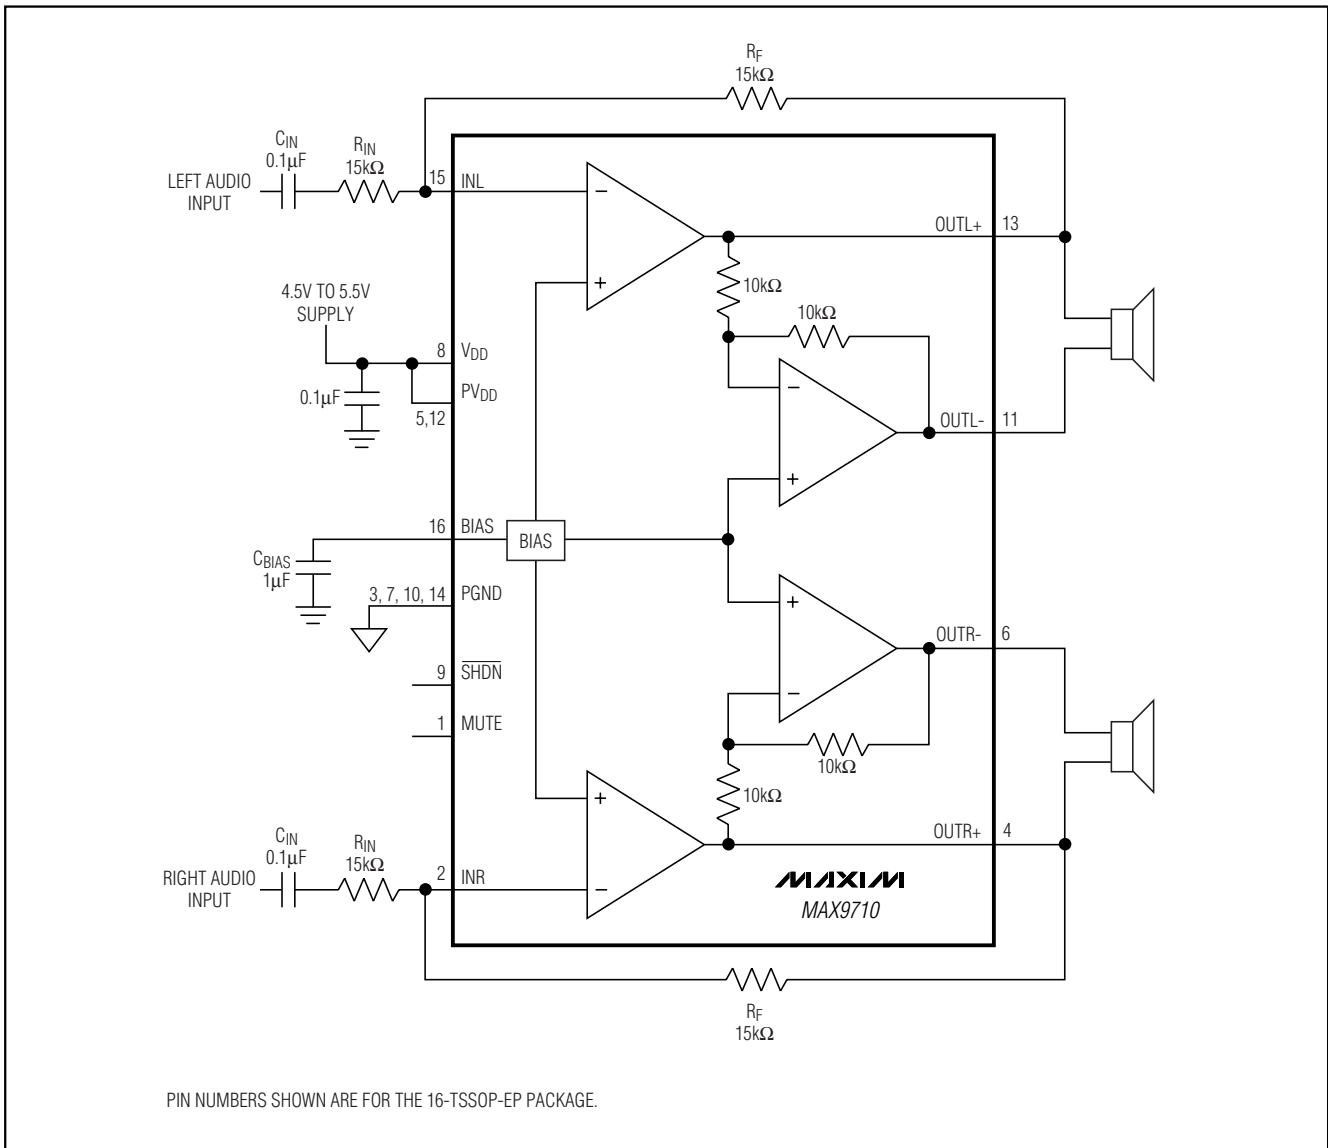 RF
15kΩ
CIN
0.1μF
RIN
15kΩ
LEFT AUDIO
INPUT
15
INL
−
+
OUTL+
13
10kΩ
10kΩ
4.5V TO 5.5V
SUPPLY
8
VDD
0.1μF
PVDD
5,12
−
+
OUTL-
11
16
BIAS
BIAS
CBIAS
1μF
3, 7, 10, 14
PGND
+
−
OUTR-
6
9
SHDN
1
MUTE
10kΩ
10kΩ
+
−
OUTR+
4
CIN
0.1μF
RIN
15kΩ
RIGHT AUDIO
INPUT
2
INR
MAXIM
MAX9710
RF
15kΩ
PIN NUMBERS SHOWN ARE FOR THE 16-TSSOP-EP PACKAGE.